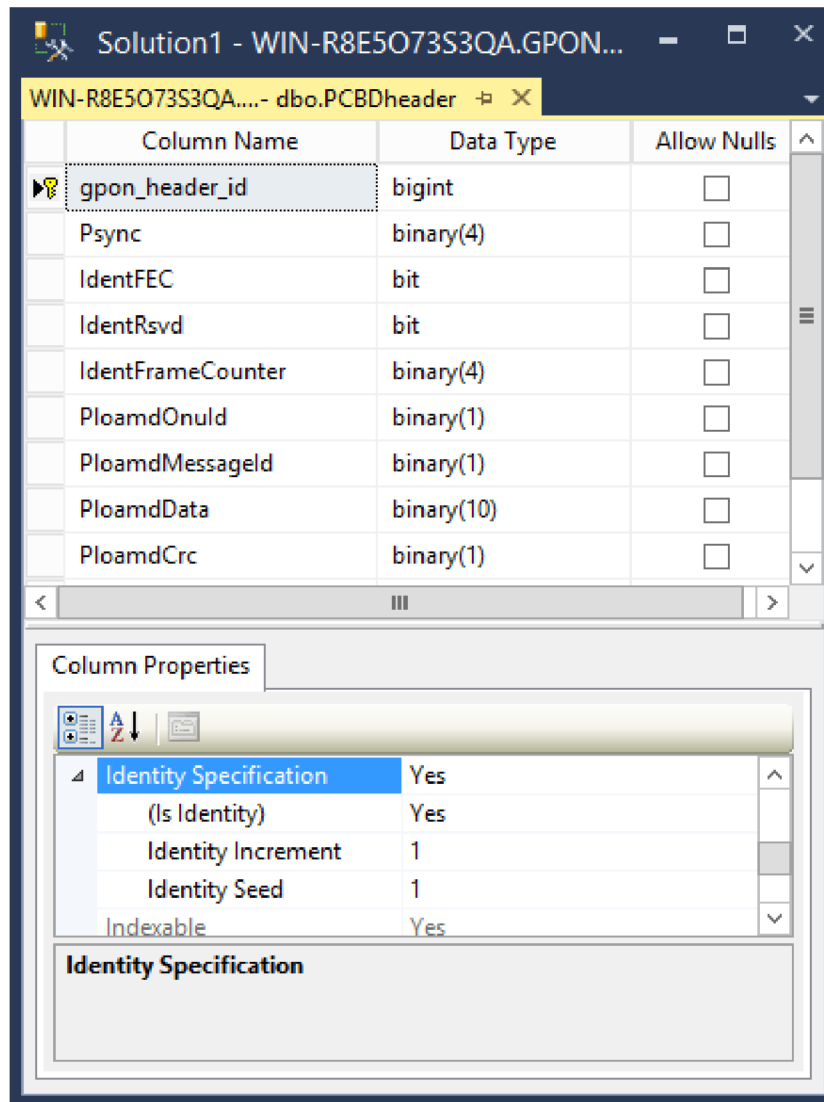 Solution1 - WIN-R8E5O73S3QA.GPON...
WIN-R8E5O73S3QA....- dbo.PCBDheader
Column Name Data Type Allow Nulls
gpon_header_id bigint
Psync binary(4)
IdentFEC bit
IdentRsvd bit
IdentFrameCounter binary(4)
PloamdOnuId binary(1)
PloamdMessageId binary(1)
PloamdData binary(10)
PloamdCrc binary(1)
Column Properties
Identity Specification Yes
(Is Identity) Yes
Identity Increment 1
Identity Seed 1
Indexable Yes
Identity Specification